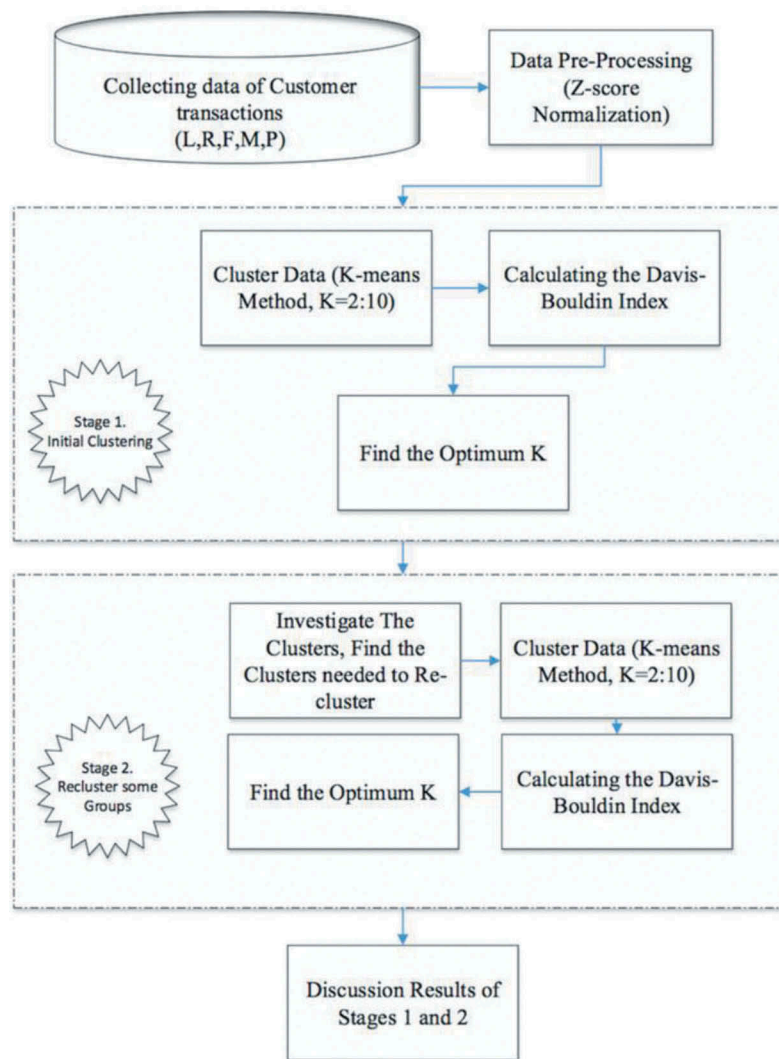 Collecting data of Customer
transactions
(L,R,F,M,P)
Data Pre-Processing
(Z-score
Normalization)
Cluster Data (K-means
Method, K=2:10)
Calculating the Davis-
Bouldin Index
Stage 1.
Initial Clustering
Find the Optimum K
Investigate The
Clusters, Find the
Clusters needed to Re-
cluster
Cluster Data (K-means
Method, K=2:10)
Stage 2.
Recluster some
Groups
Calculating the Davis-
Bouldin Index
Find the Optimum K
Discussion Results of
Stages 1 and 2